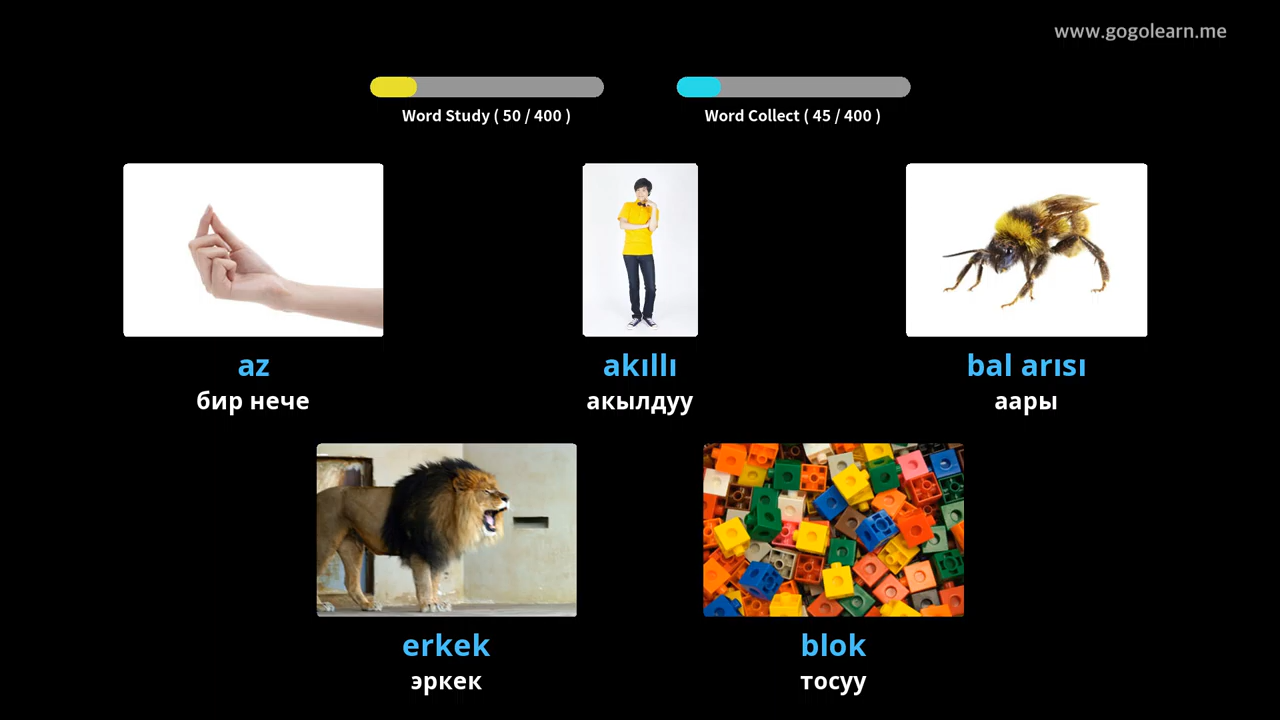 www.gogolearn.me
Word Study ( 50 / 400 )
Word Collect ( 45 / 400 )
az
бир нече
akıllı
акылдуу
bal arısı
аары
erkek
эркек
blok
тосуу